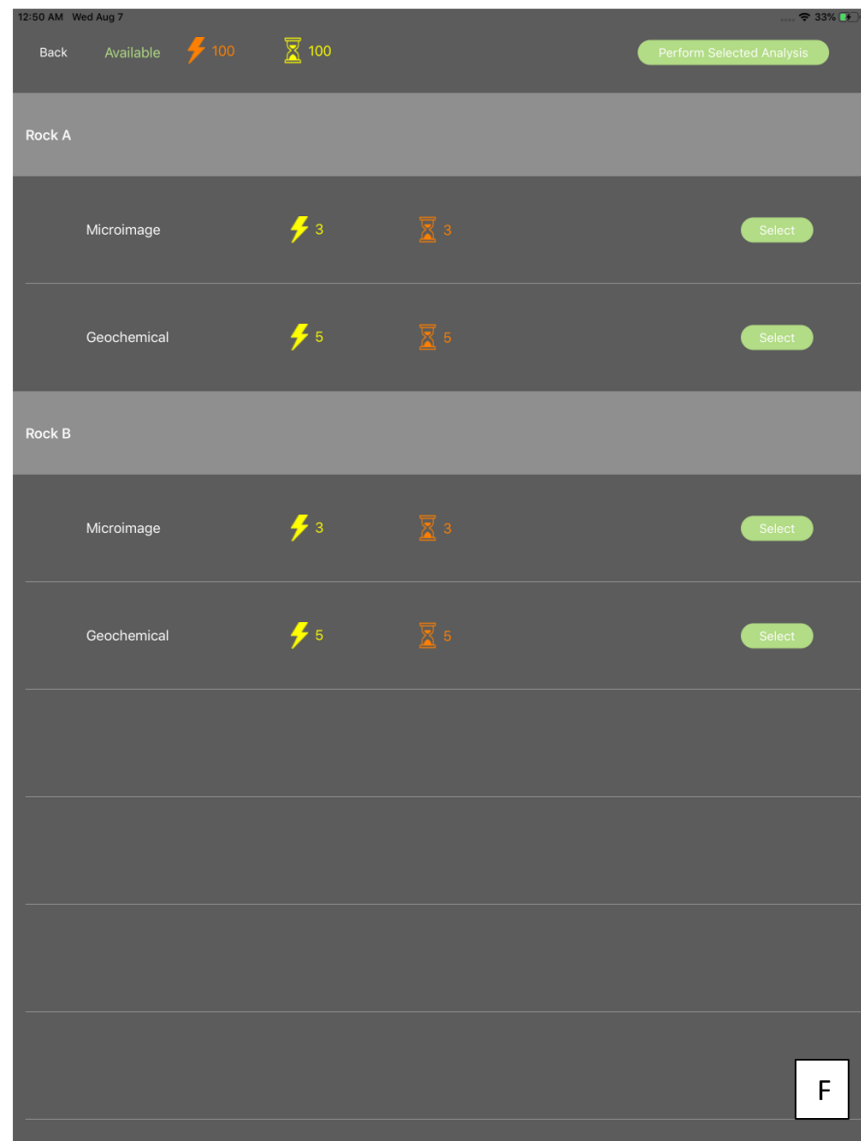 12:50 AM Wed Aug 7 33%
Back Available 100 100 Perform Selected Analysis
Rock A
Microimage 3 3 Select
Geochemical 5 5 Select
Rock B
Microimage 3 3 Select
Geochemical 5 5 Select
F